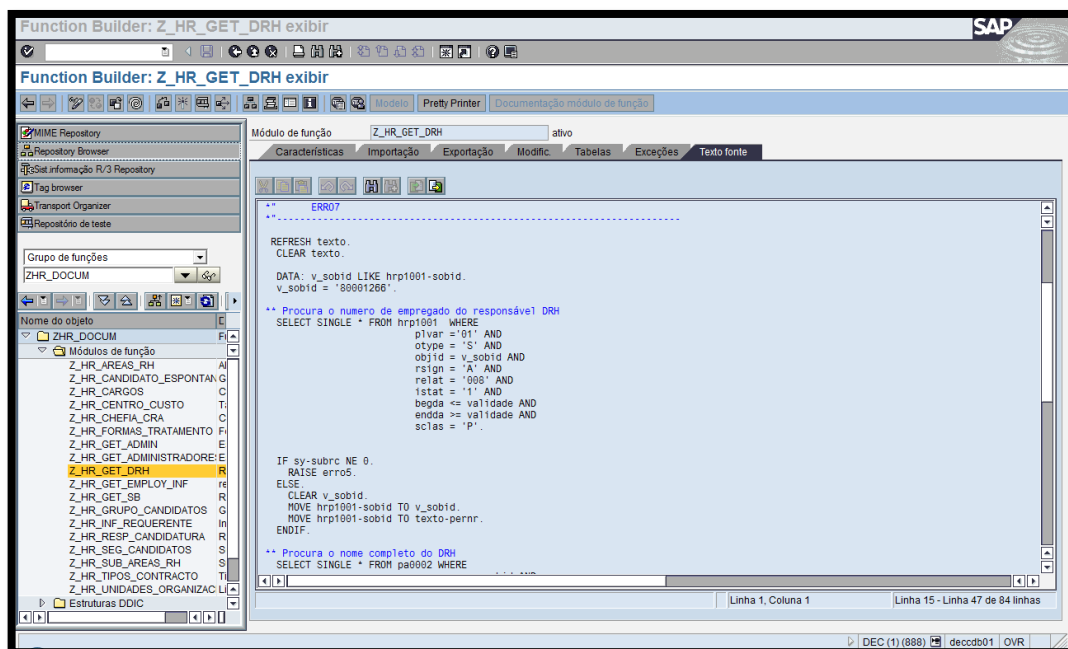 Function Builder: Z_HR_GET_DRH exibir
SAP
Function Builder: Z_HR_GET_DRH exibir
Modelo Pretty Printer Documentação módulo de função
MIME Repository
Repository Browser
Sist.informação R/3 Repository
Tag browser
Transport Organizer
Repositório de teste
Grupo de funções
ZHR_DOCUM
Nome do objeto
ZHR_DOCUM
Módulos de função
Z_HR_AREAS_RH
Z_HR_CANDIDATO_ESPONTAN G
Z_HR_CARGOS C
Z_HR_CENTRO_CUSTO
Z_HR_CHEFIA_CRA C
Z_HR_FORMAS_TRATAMENTO
Z_HR_GET_ADMIN E
Z_HR_GET_ADMINISTRADORE E
Z_HR_GET_DRH R
Z_HR_GET_EMPLOY_INF re
Z_HR_GET_SB R
Z_HR_GRUPO_CANDIDATOS G
Z_HR_INF_REQUERENTE In
Z_HR_RESP_CANDIDATURA R
Z_HR_SEG_CANDIDATOS S
Z_HR_SUB_AREAS_RH S
Z_HR_TIPOS_CONTRACTO
Z_HR_UNIDADES_ORGANIZAC
Estruturas DDIC
Módulo de função Z_HR_GET_DRH ativo
Características Importação Exportação Modific. Tabelas Exceções Texto fonte
*" ERRO7
*"----------------------------------------------------------------------
REFRESH texto.
CLEAR texto.
DATA: v_sobid LIKE hrp1001-sobid.
v_sobid = '80001266'.
** Procura o numero de empregado do responsável DRH
SELECT SINGLE * FROM hrp1001 WHERE
plvar ='01' AND
otype = 'S' AND
objid = v_sobid AND
rsign = 'A' AND
relat = '008' AND
istat = '1' AND
begda <= validade AND
endda >= validade AND
sclas = 'P'.
IF sy-subrc NE 0.
RAISE erro5.
ELSE.
CLEAR v_sobid.
MOVE hrp1001-sobid TO v_sobid.
MOVE hrp1001-sobid TO texto-pernr.
ENDIF.
** Procura o nome completo do DRH
SELECT SINGLE * FROM pa0002 WHERE
Linha 1, Coluna 1 Linha 15 - Linha 47 de 84 linhas
DEC (1) (888) deccdb01 OVR